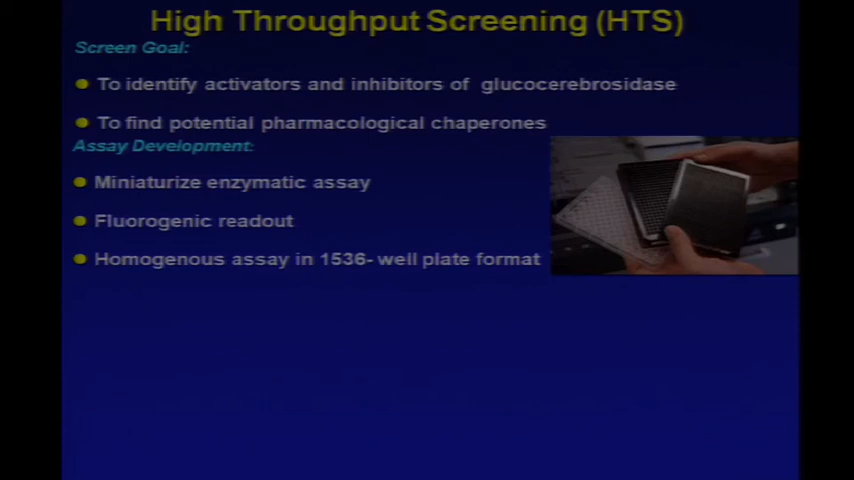 High Throughput Screening (HTS)
Screen Goal:
To identify activators and inhibitors of glucocerebrosidase
To find potential pharmacological chaperones
Assay Development:
Miniaturize enzymatic assay
Fluorogenic readout
Homogenous assay in 1536- well plate format